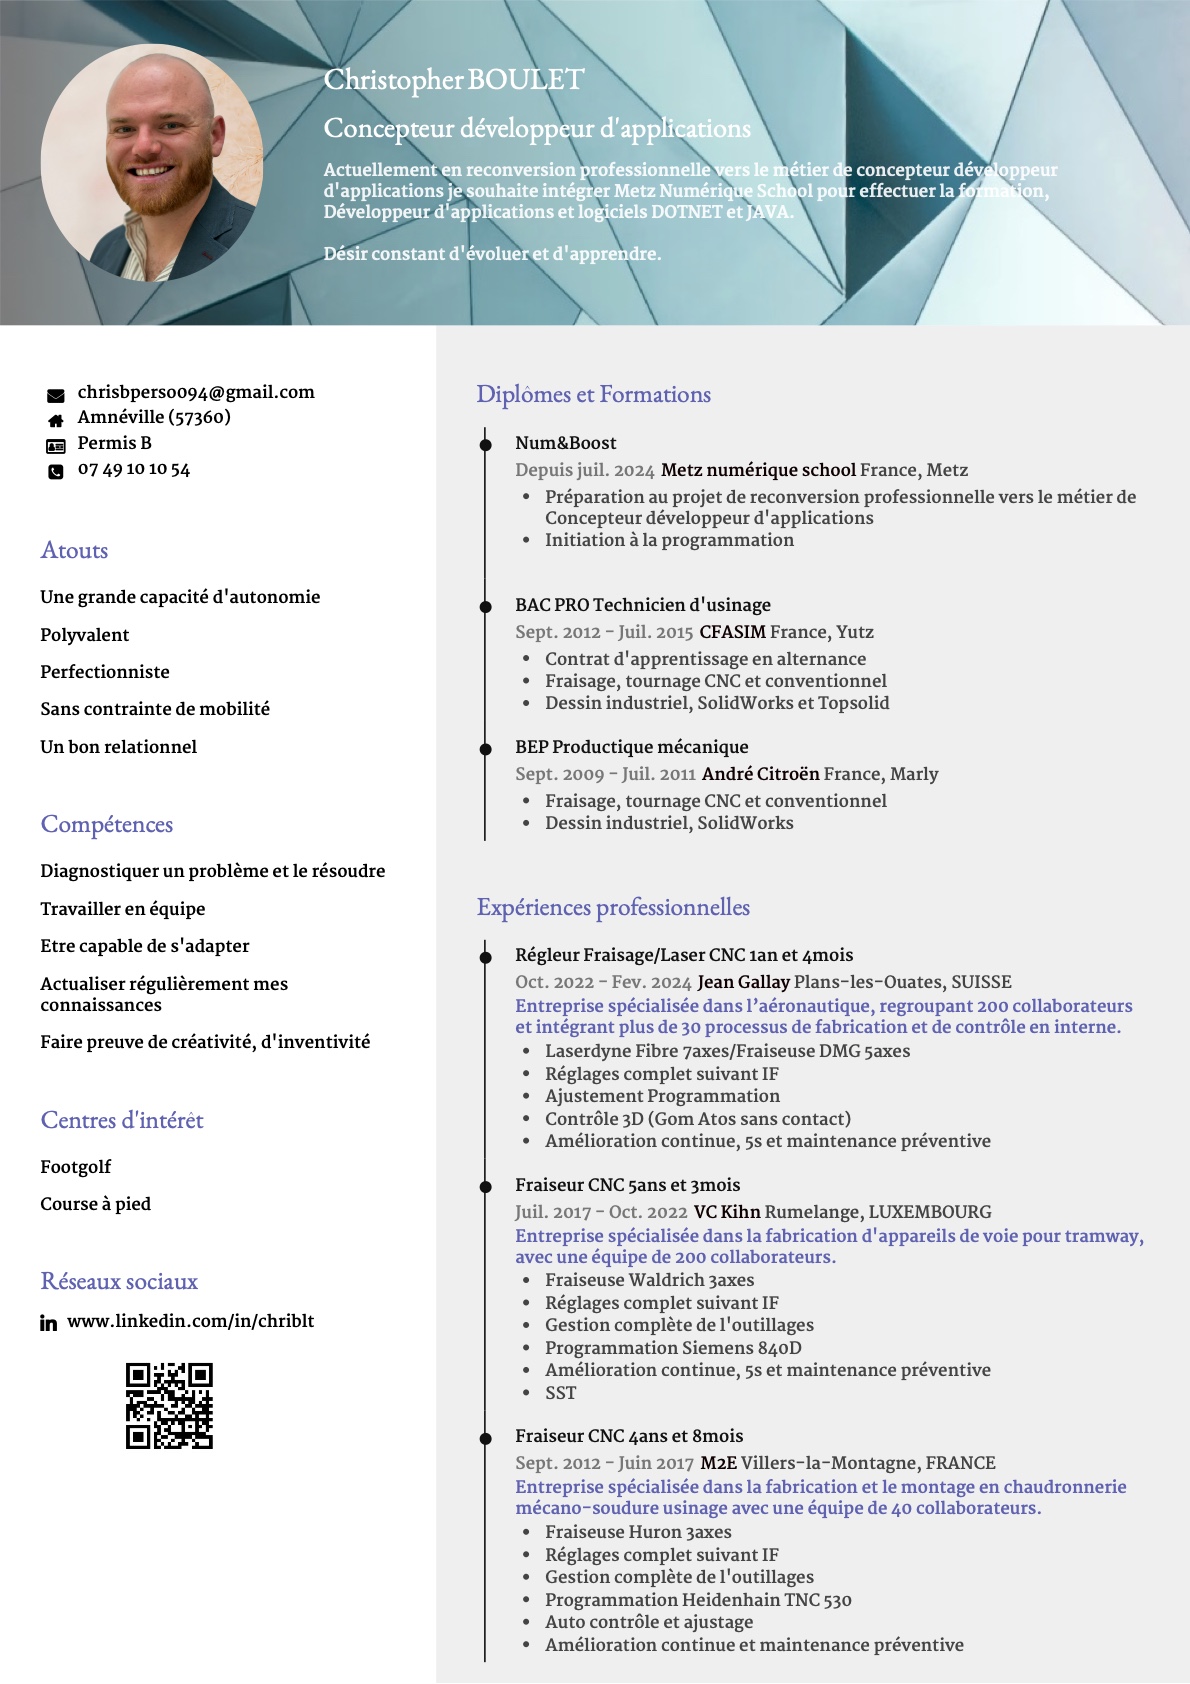 Christopher BOULET
Concepteur développeur d'applications
Actuellement en reconversion professionnelle vers le métier de concepteur développeur
d'applications je souhaite intégrer Metz Numérique School pour effectuer la formation,
Développeur d'applications et logiciels DOTNET et JAVA.
Désir constant d'évoluer et d'apprendre.
chrisbperso094@gmail.com
Amnéville (57360)
Permis B
07 49 10 10 54
Atouts
Une grande capacité d'autonomie
Polyvalent
Perfectionniste
Sans contrainte de mobilité
Un bon relationnel
Compétences
Diagnostiquer un problème et le résoudre
Travailler en équipe
Etre capable de s'adapter
Actualiser régulièrement mes
connaissances
Faire preuve de créativité, d'inventivité
Centres d'intérêt
Footgolf
Course à pied
Réseaux sociaux
in www.linkedin.com/in/chriblt
Diplômes et Formations
Num&Boost
Depuis juil. 2024 Metz numérique school France, Metz
• Préparation au projet de reconversion professionnelle vers le métier de
Concepteur développeur d'applications
• Initiation à la programmation
BAC PRO Technicien d'usinage
Sept. 2012 - Juil. 2015 CFASIM France, Yutz
• Contrat d'apprentissage en alternance
• Fraisage, tournage CNC et conventionnel
• Dessin industriel, SolidWorks et Topsolid
BEP Productique mécanique
Sept. 2009 - Juil. 2011 André Citroën France, Marly
• Fraisage, tournage CNC et conventionnel
• Dessin industriel, SolidWorks
Expériences professionnelles
Régleur Fraisage/Laser CNC 1an et 4mois
Oct. 2022 - Fev. 2024 Jean Gallay Plans-les-Ouates, SUISSE
Entreprise spécialisée dans l’aéronautique, regroupant 200 collaborateurs
et intégrant plus de 30 processus de fabrication et de contrôle en interne.
• Laserdyne Fibre 7axes/Fraiseuse DMG 5axes
• Réglages complet suivant IF
• Ajustement Programmation
• Contrôle 3D (Gom Atos sans contact)
• Amélioration continue, 5s et maintenance préventive
Fraiseur CNC 5ans et 3mois
Juil. 2017 - Oct. 2022 VC Kihn Rumelange, LUXEMBOURG
Entreprise spécialisée dans la fabrication d'appareils de voie pour tramway,
avec une équipe de 200 collaborateurs.
• Fraiseuse Waldrich 3axes
• Réglages complet suivant IF
• Gestion complète de l'outillages
• Programmation Siemens 840D
• Amélioration continue, 5s et maintenance préventive
• SST
Fraiseur CNC 4ans et 8mois
Sept. 2012 - Juin 2017 M2E Villers-la-Montagne, FRANCE
Entreprise spécialisée dans la fabrication et le montage en chaudronnerie
mécano-soudure usinage avec une équipe de 40 collaborateurs.
• Fraiseuse Huron 3axes
• Réglages complet suivant IF
• Gestion complète de l'outillages
• Programmation Heidenhain TNC 530
• Auto contrôle et ajustage
• Amélioration continue et maintenance préventive